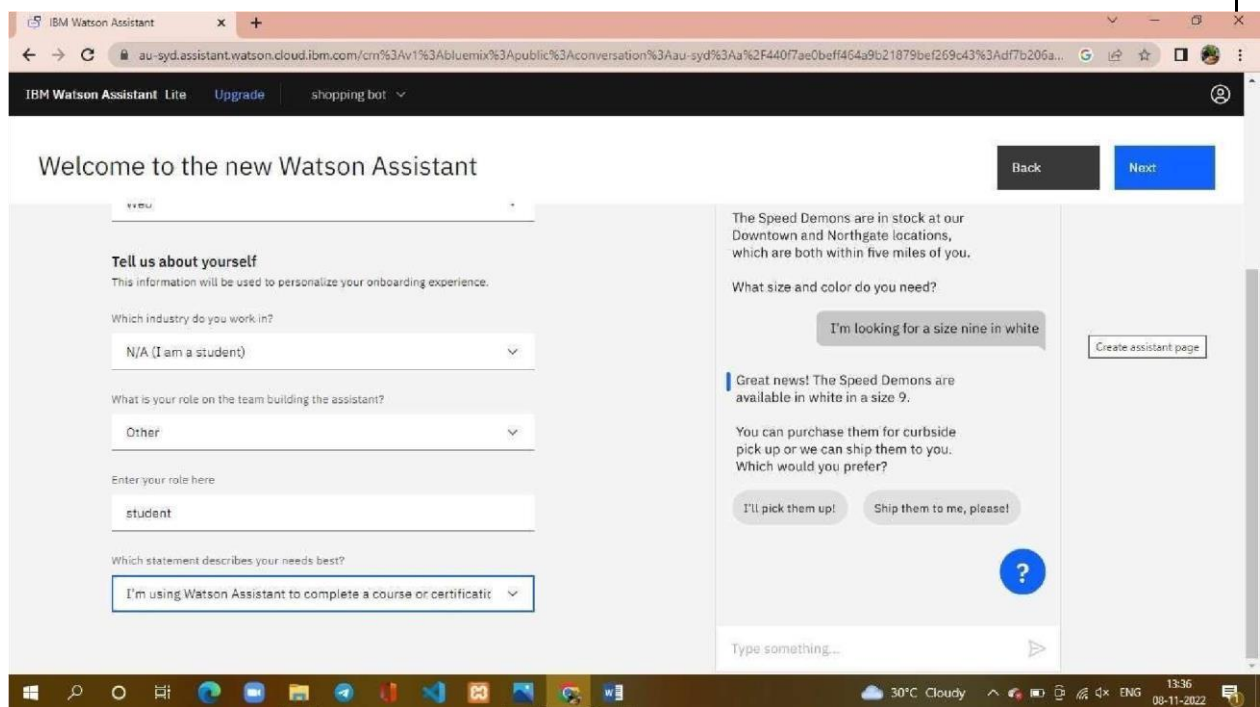 IBM Watson Assistant
au-syd.assistant.watson.cloud.ibm.com/crn%3Av1%3Abluemix%3Apublic%3Aconversation%3Aau-syd%3Aa%2F440f7ae0beff464a9b21879bef269c43%3Adf7b206a...
IBM Watson Assistant Lite Upgrade shopping bot
Welcome to the new Watson Assistant
Back Next
Web
Tell us about yourself
This information will be used to personalize your onboarding experience.
Which industry do you work in?
N/A (I am a student)
What is your role on the team building the assistant?
Other
Enter your role here
student
Which statement describes your needs best?
I'm using Watson Assistant to complete a course or certificatic
The Speed Demons are in stock at our
Downtown and Northgate locations,
which are both within five miles of you.
What size and color do you need?
I'm looking for a size nine in white
Great news! The Speed Demons are
available in white in a size 9.
You can purchase them for curbside
pick up or we can ship them to you.
Which would you prefer?
I'll pick them up! Ship them to me, please!
?
Type something...
Create assistant page
30°C Cloudy ENG 13:36
08-11-2022